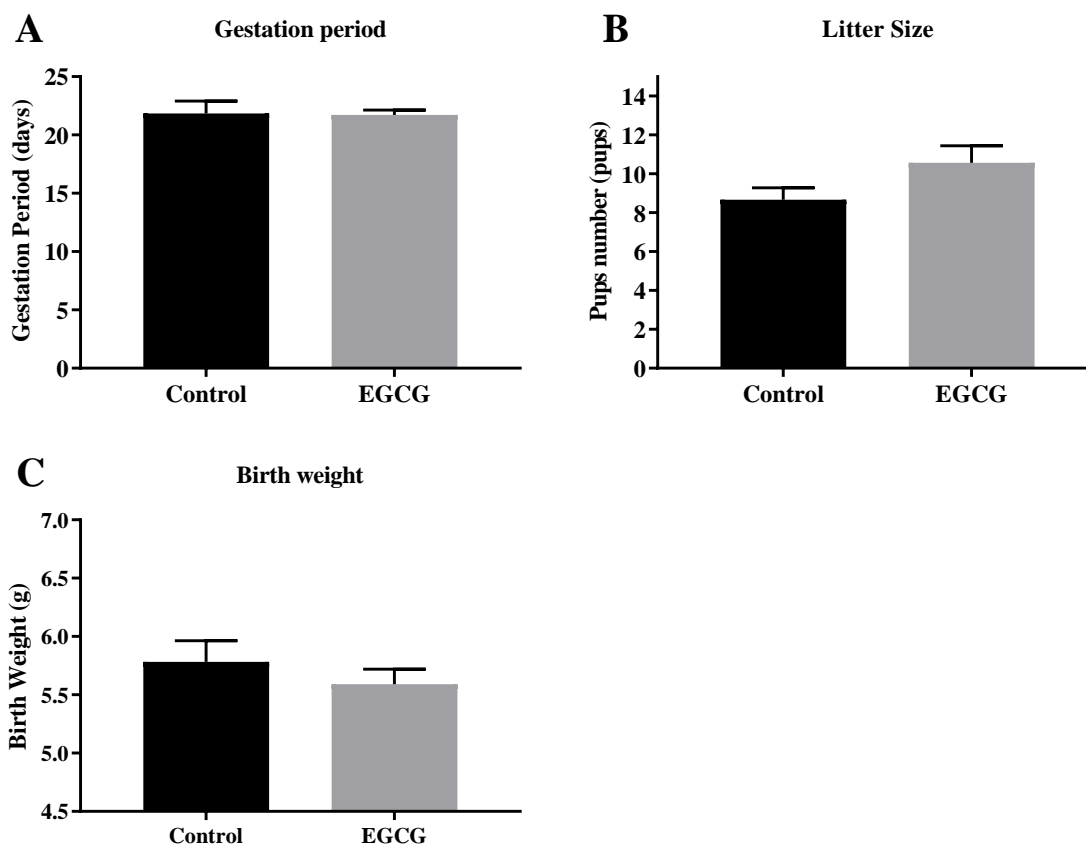 A
Gestation period
Gestation Period (days)
25
20
15
10
5
0
Control
EGCG
B
Litter Size
Pups number (pups)
14
12
10
8
6
4
2
0
Control
EGCG
C
Birth weight
Birth Weight (g)
7.0
6.5
6.0
5.5
5.0
4.5
Control
EGCG